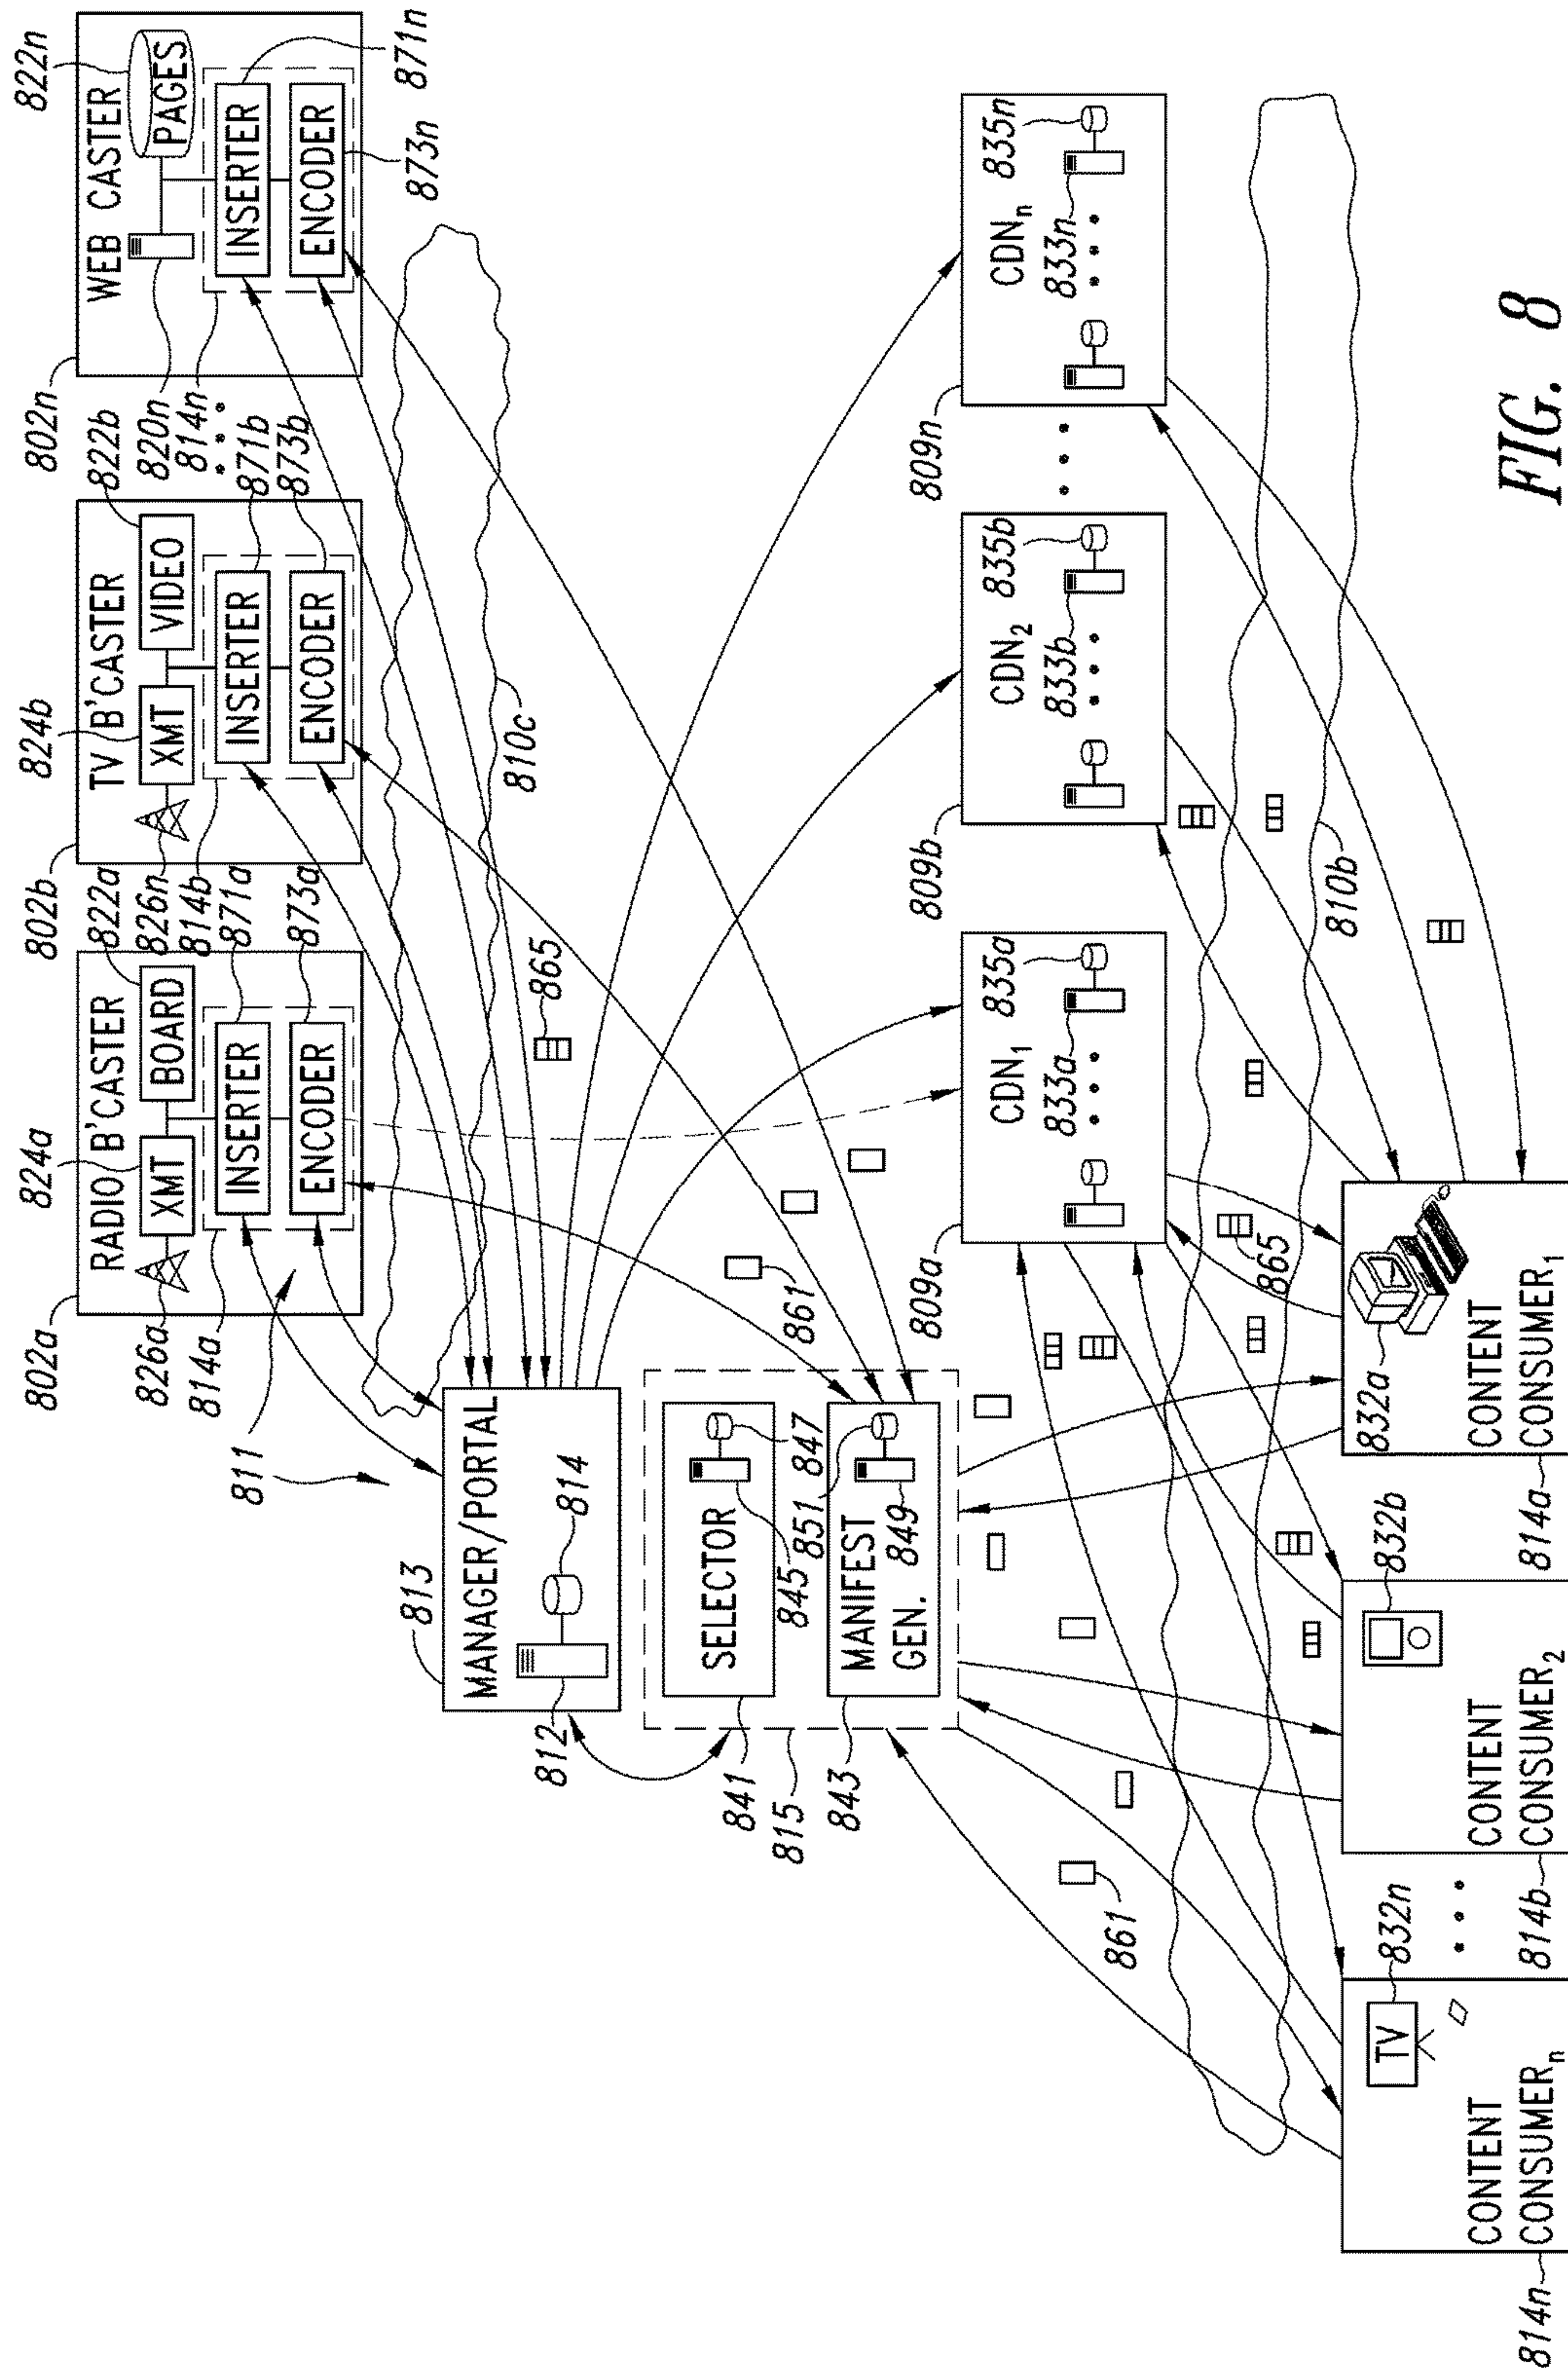 802a
RADIO B'CASTER
824a
826a
XMT
BOARD
822a
814a
INSERTER
871a
ENCODER
873a
811
802b
TV B'CASTER
824b
826n
XMT
VIDEO
822b
814b
INSERTER
871b
ENCODER
873b
802n
WEB CASTER
820n
PAGES
822n
814n
INSERTER
871n
ENCODER
873n
810c
813
MANAGER/PORTAL
812
814
865
841
SELECTOR
845
847
815
843
MANIFEST
GEN.
849
851
861
861
809a
CDN1
833a
835a
809b
CDN2
833b
835b
809n
CDNn
833n
835n
810b
865
832n
TV
CONTENT
CONSUMERn
814n
832b
CONTENT
CONSUMER2
814b
832a
CONTENT
CONSUMER1
814a
FIG. 8